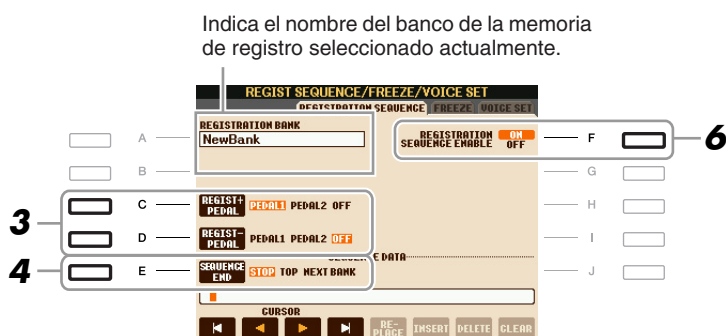 Indica el nombre del banco de la memoria
de registro seleccionado actualmente.
REGIST SEQUENCE/FREEZE/VOICE SET
REGISTRATION SEQUENCE FREEZE VOICE SET
REGISTRATION BANK
NewBank
REGISTRATION SEQUENCE ENABLE ON OFF
A
B
C
D
E
F
G
H
I
J
6
3
REGIST+ PEDAL PEDAL1 PEDAL2 OFF
REGIST- PEDAL PEDAL1 PEDAL2 OFF
4
SEQUENCE DATA
SEQUENCE END STOP TOP NEXT BANK
CURSOR
RE-PLACE INSERT DELETE CLEAR